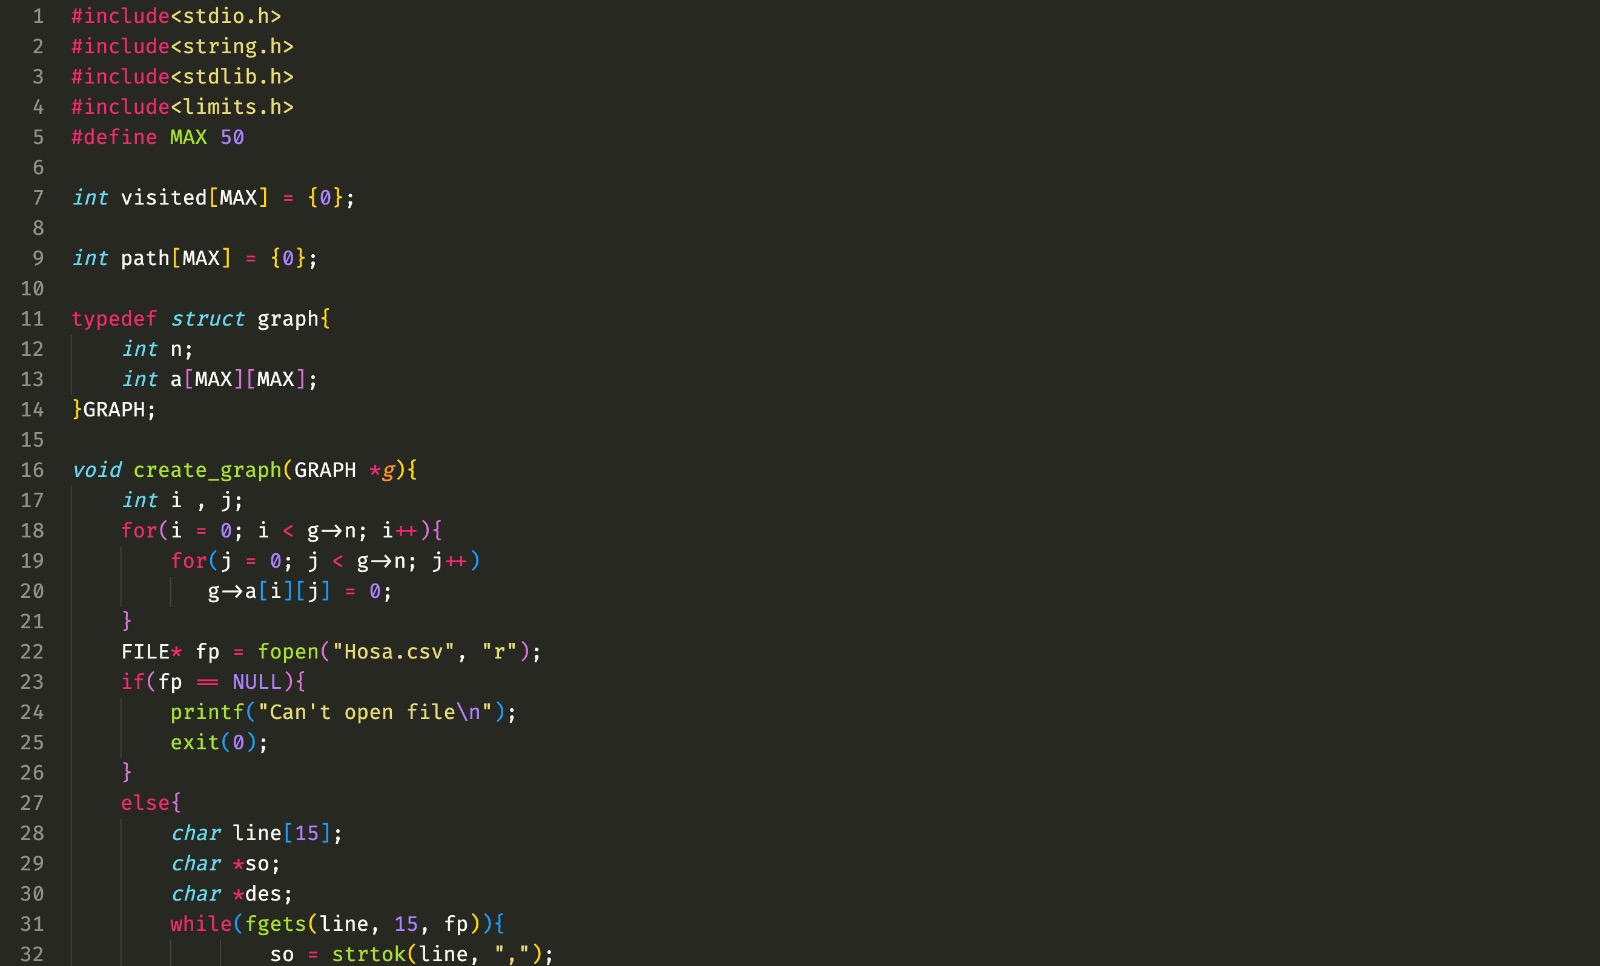 1 #include<stdio.h>
2 #include<string.h>
3 #include<stdlib.h>
4 #include<limits.h>
5 #define MAX 50
6
7 int visited[MAX] = {0};
8
9 int path[MAX] = {0};
10
11 typedef struct graph{
12     int n;
13     int a[MAX][MAX];
14 }GRAPH;
15
16 void create_graph(GRAPH *g){
17     int i , j;
18     for(i = 0; i < g->n; i++){
19         for(j = 0; j < g->n; j++)
20            g->a[i][j] = 0;
21     }
22     FILE* fp = fopen("Hosa.csv", "r");
23     if(fp == NULL){
24         printf("Can't open file\n");
25         exit(0);
26     }
27     else{
28         char line[15];
29         char *so;
30         char *des;
31         while(fgets(line, 15, fp)){
32                 so = strtok(line, ",");